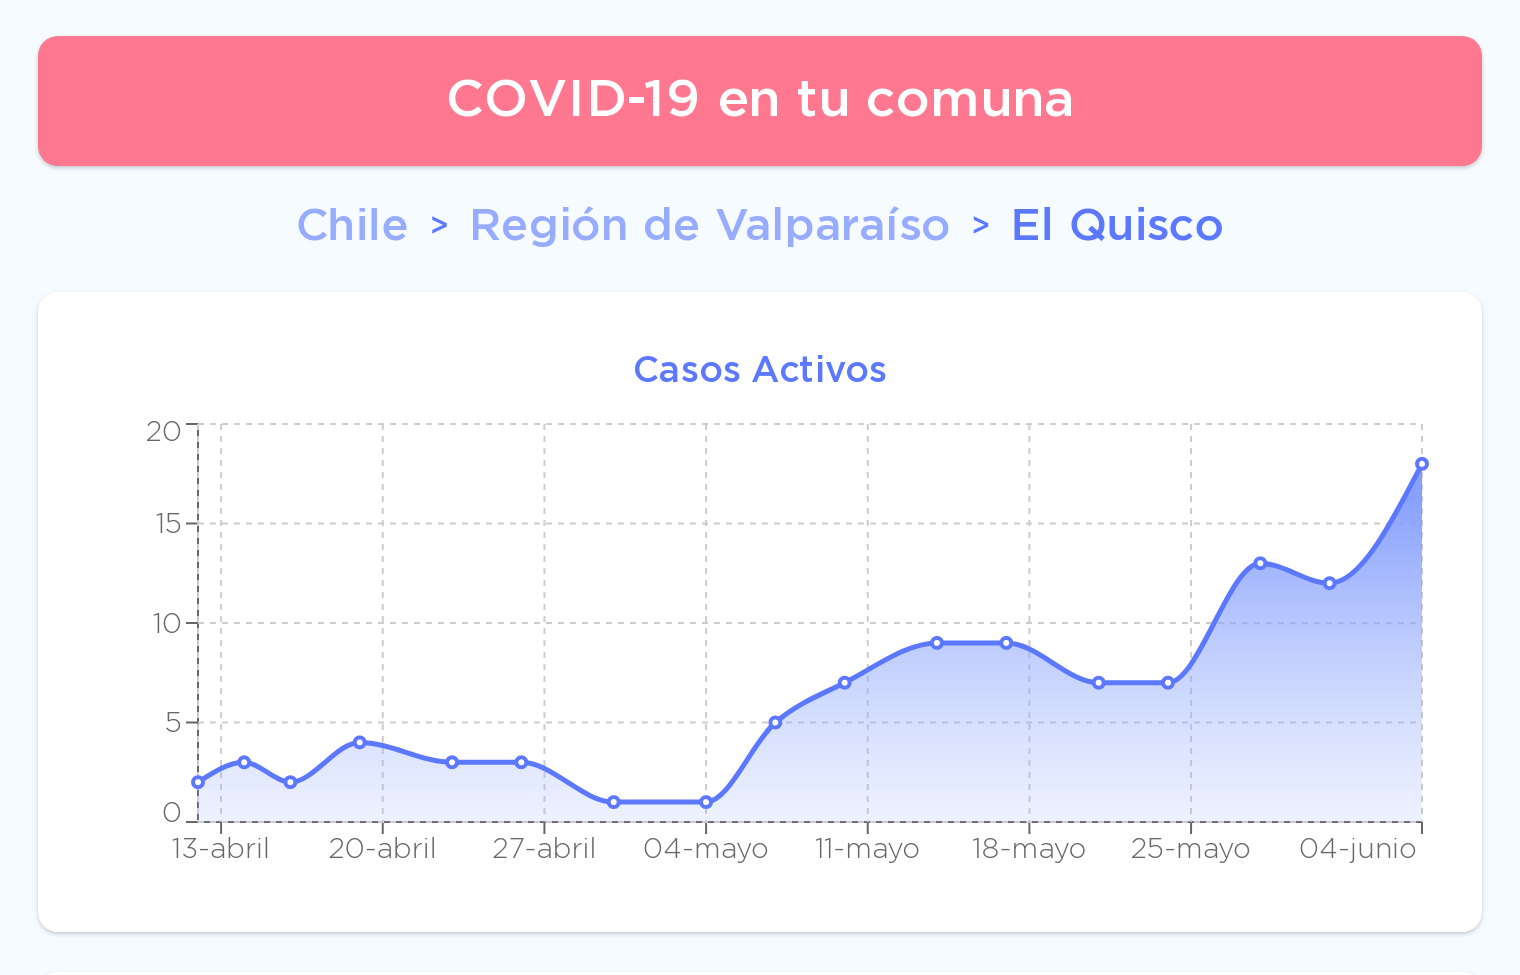 COVID-19 en tu comuna
Chile > Región de Valparaíso > El Quisco
Casos Activos
20
15
10
5
0
13-abril 20-abril 27-abril 04-mayo 11-mayo 18-mayo 25-mayo 04-junio